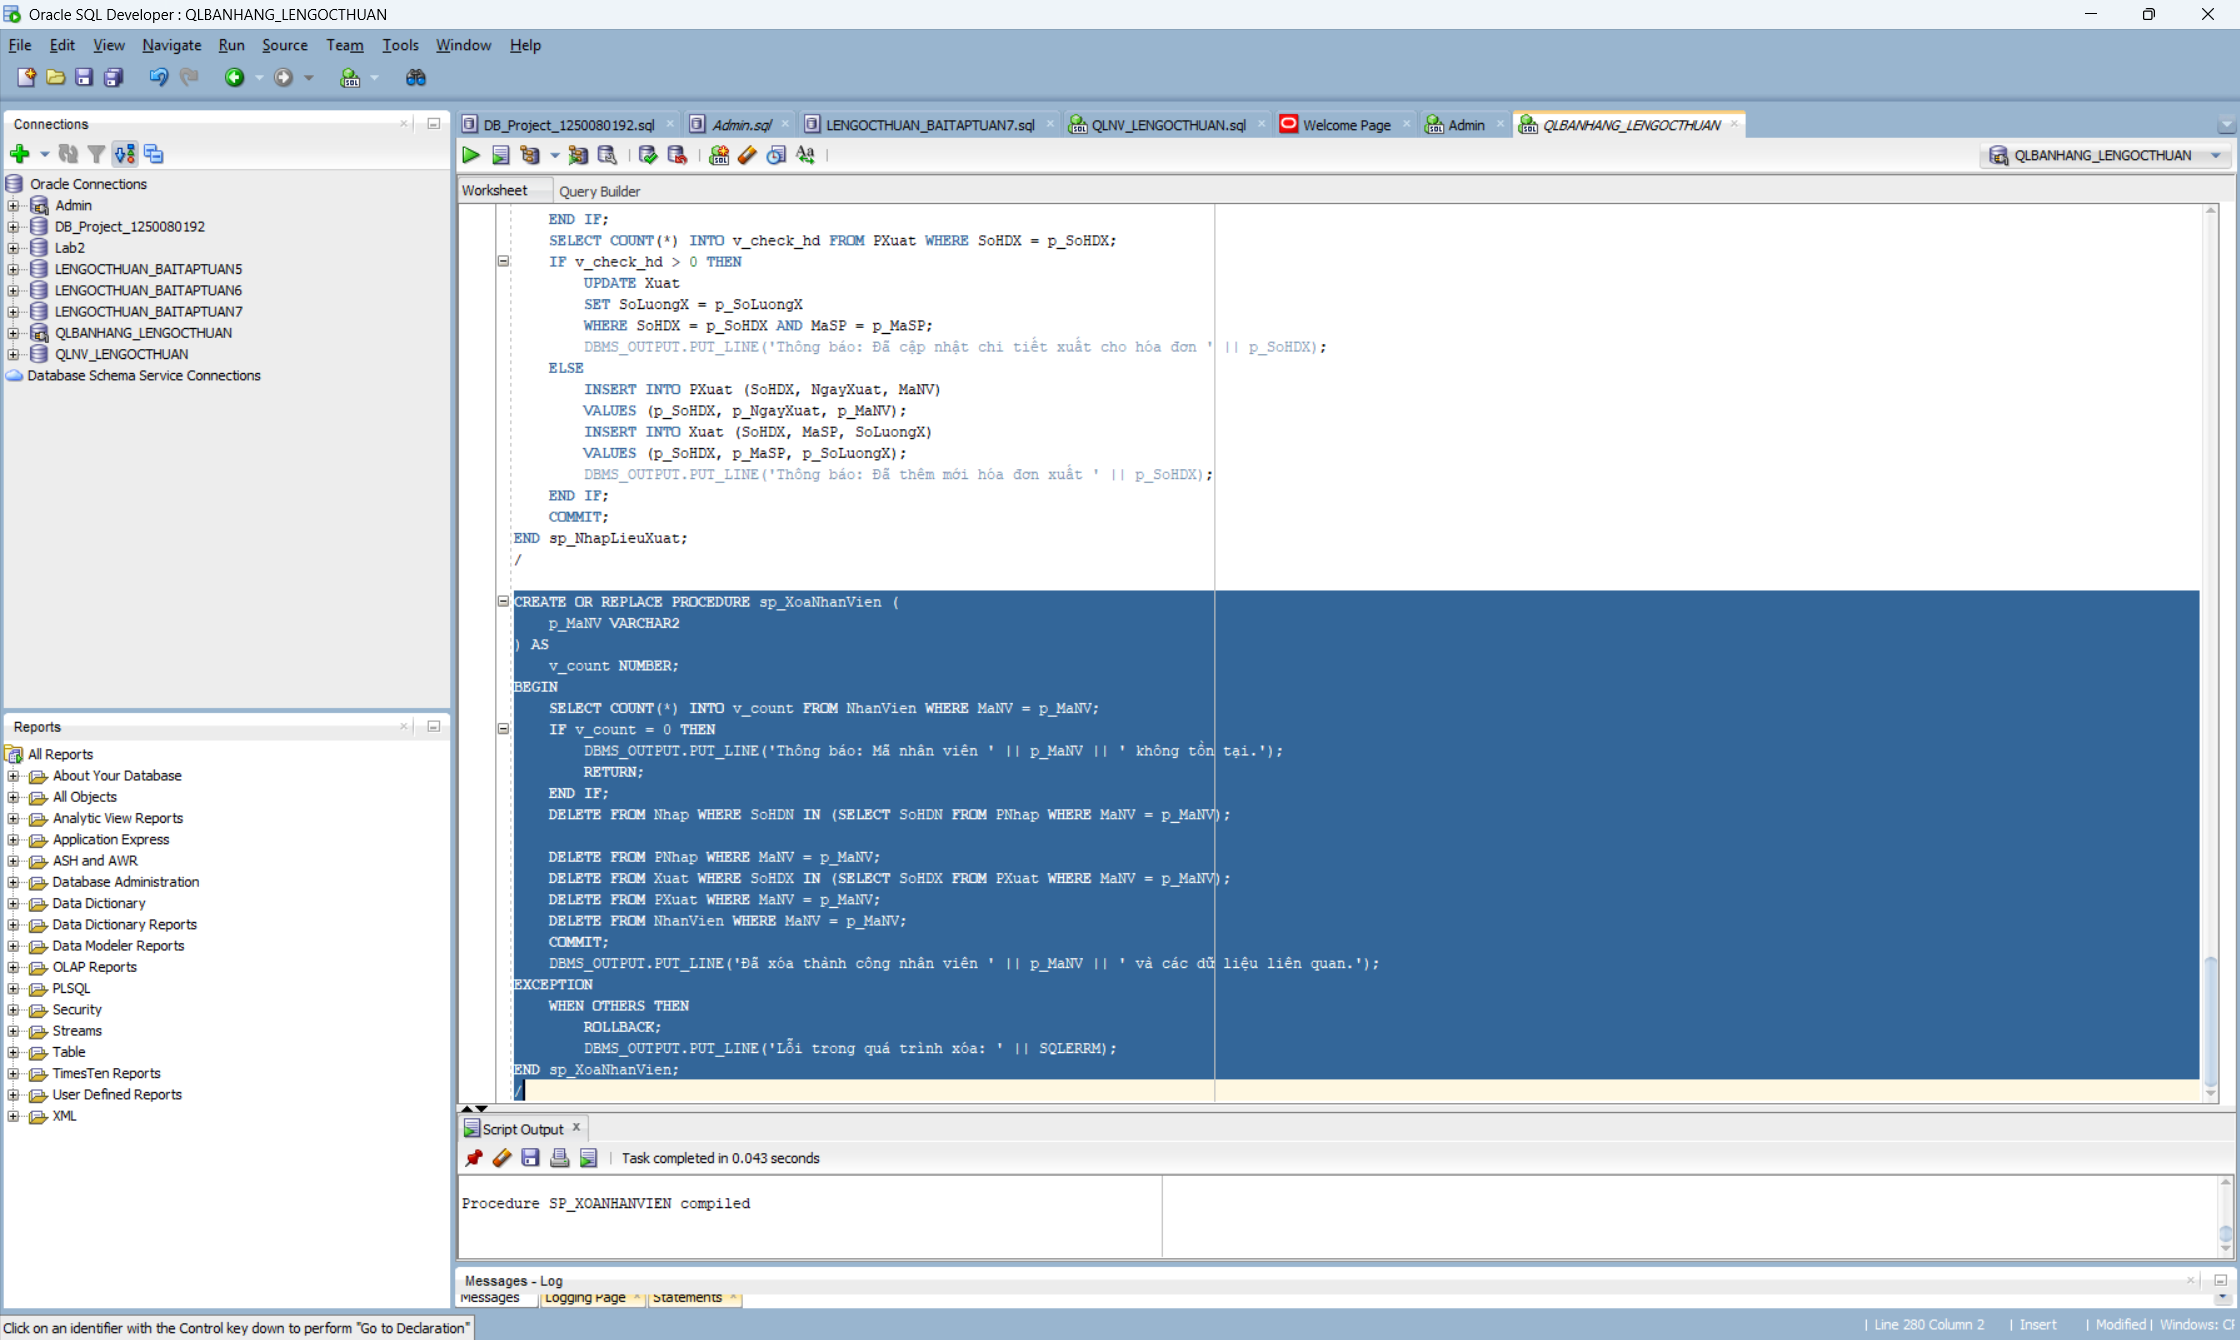 Oracle SQL Developer : QLBANHANG_LENGOCTHUAN
File Edit View Navigate Run Source Team Tools Window Help
Connections
Oracle Connections
Admin
DB_Project_1250080192
Lab2
LENGOCTHUAN_BAITAPTUAN5
LENGOCTHUAN_BAITAPTUAN6
LENGOCTHUAN_BAITAPTUAN7
QLBANHANG_LENGOCTHUAN
QLNV_LENGOCTHUAN
Database Schema Service Connections
Reports
All Reports
About Your Database
All Objects
Analytic View Reports
Application Express
ASH and AWR
Database Administration
Data Dictionary
Data Dictionary Reports
Data Modeler Reports
OLAP Reports
PLSQL
Security
Streams
Table
TimesTen Reports
User Defined Reports
XML
DB_Project_1250080192.sql Admin.sql LENGOCTHUAN_BAITAPTUAN7.sql QLNV_LENGOCTHUAN.sql Welcome Page Admin QLBANHANG_LENGOCTHUAN
QLBANHANG_LENGOCTHUAN
Worksheet Query Builder
END IF;
SELECT COUNT(*) INTO v_check_hd FROM PXuat WHERE SoHDX = p_SoHDX;
IF v_check_hd > 0 THEN
UPDATE Xuat
SET SoLuongX = p_SoLuongX
WHERE SoHDX = p_SoHDX AND MaSP = p_MaSP;
DBMS_OUTPUT.PUT_LINE('Thông báo: Đã cập nhật chi tiết xuất cho hóa đơn ' || p_SoHDX);
ELSE
INSERT INTO PXuat (SoHDX, NgayXuat, MaNV)
VALUES (p_SoHDX, p_NgayXuat, p_MaNV);
INSERT INTO Xuat (SoHDX, MaSP, SoLuongX)
VALUES (p_SoHDX, p_MaSP, p_SoLuongX);
DBMS_OUTPUT.PUT_LINE('Thông báo: Đã thêm mới hóa đơn xuất ' || p_SoHDX);
END IF;
COMMIT;
END sp_NhapLieuXuat;
/
CREATE OR REPLACE PROCEDURE sp_XoaNhanVien (
p_MaNV VARCHAR2
) AS
v_count NUMBER;
BEGIN
SELECT COUNT(*) INTO v_count FROM NhanVien WHERE MaNV = p_MaNV;
IF v_count = 0 THEN
DBMS_OUTPUT.PUT_LINE('Thông báo: Mã nhân viên ' || p_MaNV || ' không tồn tại.');
RETURN;
END IF;
DELETE FROM Nhap WHERE SoHDN IN (SELECT SoHDN FROM PNhap WHERE MaNV = p_MaNV);
DELETE FROM PNhap WHERE MaNV = p_MaNV;
DELETE FROM Xuat WHERE SoHDX IN (SELECT SoHDX FROM PXuat WHERE MaNV = p_MaNV);
DELETE FROM PXuat WHERE MaNV = p_MaNV;
DELETE FROM NhanVien WHERE MaNV = p_MaNV;
COMMIT;
DBMS_OUTPUT.PUT_LINE('Đã xóa thành công nhân viên ' || p_MaNV || ' và các dữ liệu liên quan.');
EXCEPTION
WHEN OTHERS THEN
ROLLBACK;
DBMS_OUTPUT.PUT_LINE('Lỗi trong quá trình xóa: ' || SQLERRM);
END sp_XoaNhanVien;
/
Script Output
Task completed in 0.043 seconds
Procedure SP_XOANHANVIEN compiled
Messages - Log
Messages Logging Page Statements
Click on an identifier with the Control key down to perform "Go to Declaration"
Line 280 Column 2 | Insert | Modified | Windows: